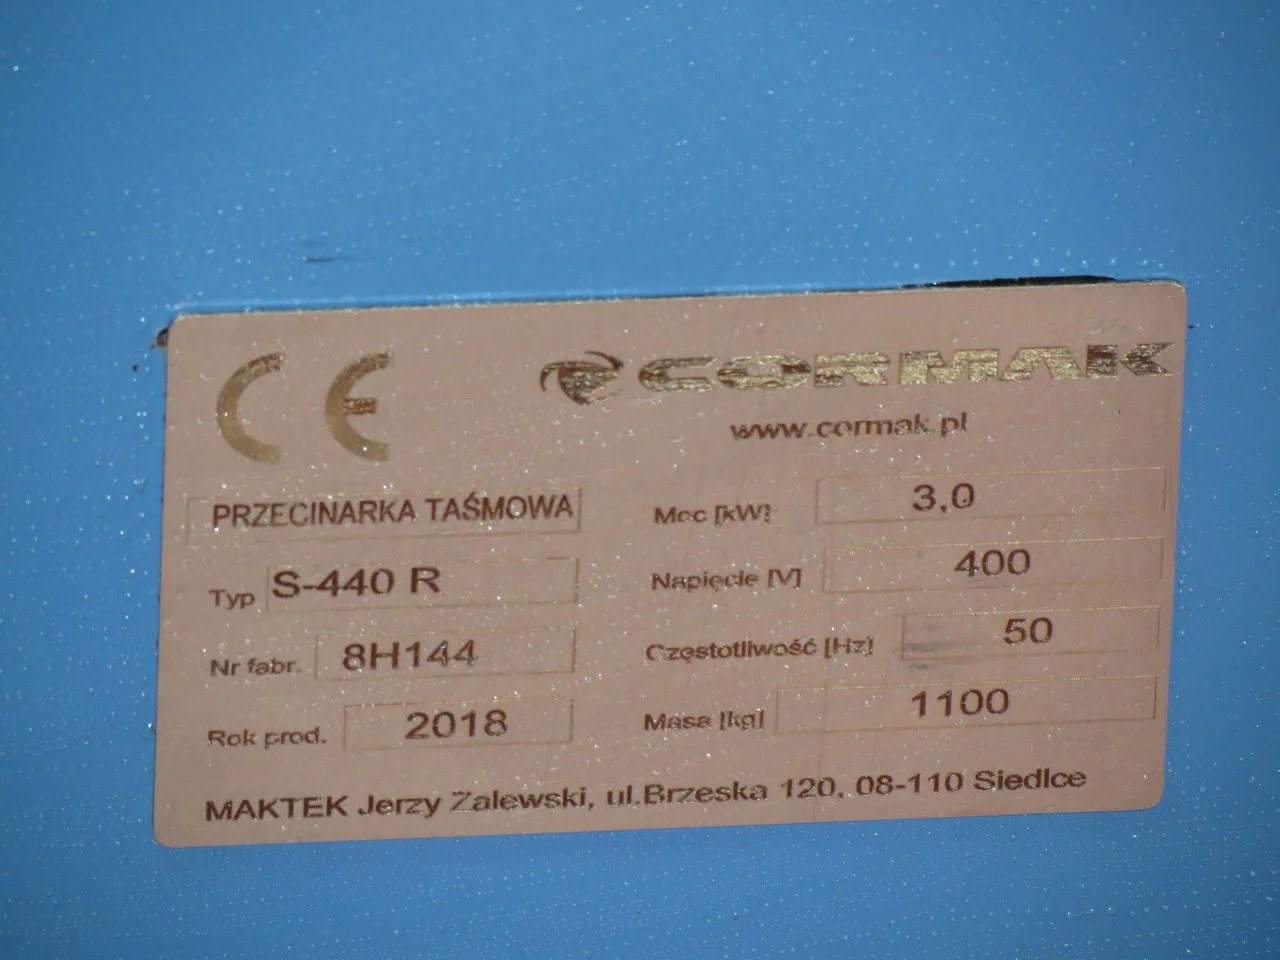 CE CORMAK
www.cormak.pl
PRZECINARKA TAŚMOWA
Moc [kW] 3,0
Typ S-440 R
Napięcie [V] 400
Nr fabr. 8H144
Częstotliwość [Hz] 50
Rok prod. 2018
Masa [kg] 1100
MAKTEK Jerzy Zalewski, ul.Brzeska 120, 08-110 Siedlce